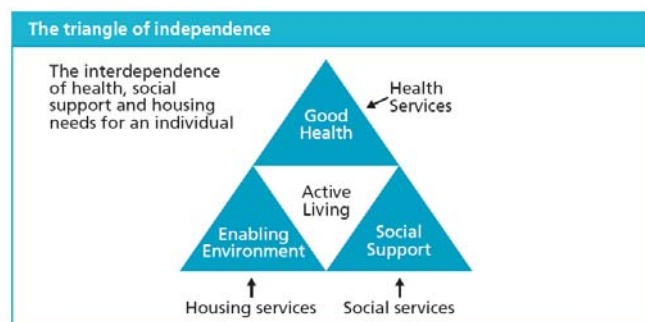 The triangle of independence
The interdependence
of health, social
support and housing
needs for an individual
Health
Services
Good
Health
Active
Living
Enabling
Environment
Social
Support
Housing services
Social services